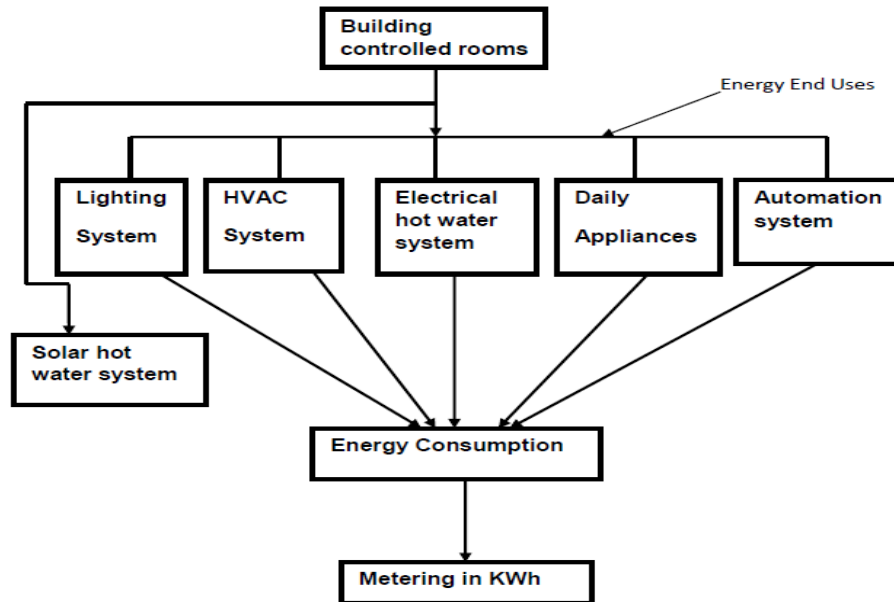 Building
controlled rooms
Energy End Uses
Lighting
System
HVAC
System
Electrical
hot water
system
Daily
Appliances
Automation
system
Solar hot
water system
Energy Consumption
Metering in KWh